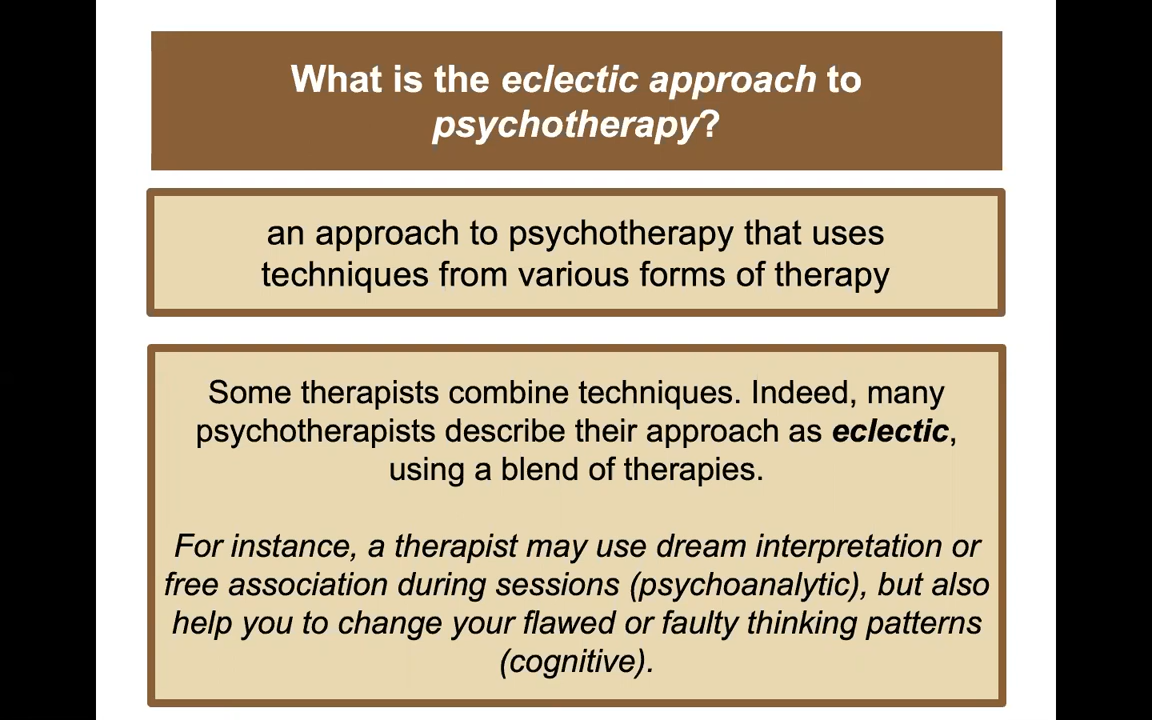 What is the eclectic approach to
psychotherapy?
an approach to psychotherapy that uses
techniques from various forms of therapy
Some therapists combine techniques. Indeed, many
psychotherapists describe their approach as eclectic,
using a blend of therapies.
For instance, a therapist may use dream interpretation or
free association during sessions (psychoanalytic), but also
help you to change your flawed or faulty thinking patterns
(cognitive).